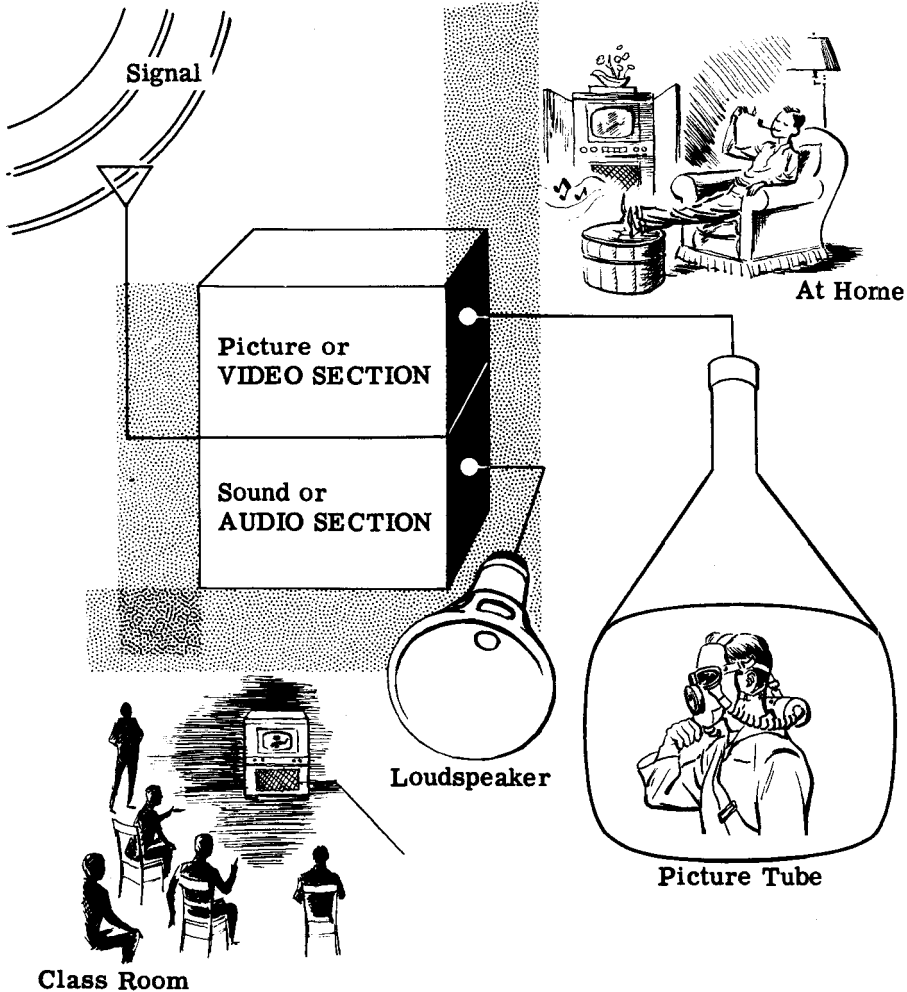 Signal
At Home
Picture or
VIDEO SECTION
Sound or
AUDIO SECTION
Loudspeaker
Picture Tube
Class Room